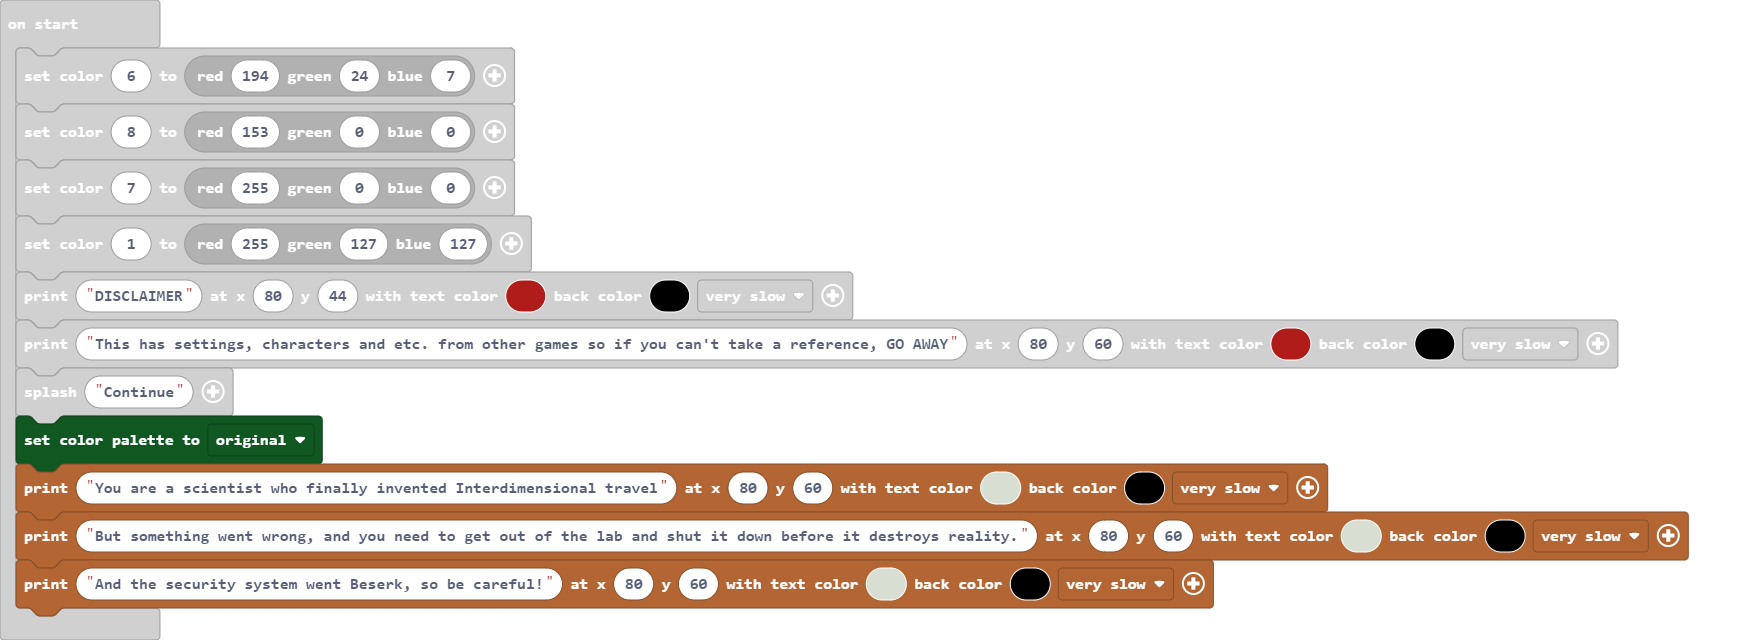 on start
set color 6 to red 194 green 24 blue 7
set color 8 to red 153 green 0 blue 0
set color 7 to red 255 green 0 blue 0
set color 1 to red 255 green 127 blue 127
print "DISCLAIMER" at x 80 y 44 with text color back color very slow
print "This has settings, characters and etc. from other games so if you can't take a reference, GO AWAY" at x 80 y 60 with text color back color very slow
splash "Continue"
set color palette to original
print "You are a scientist who finally invented Interdimensional travel" at x 80 y 60 with text color back color very slow
print "But something went wrong, and you need to get out of the lab and shut it down before it destroys reality." at x 80 y 60 with text color back color very slow
print "And the security system went Beserk, so be careful!" at x 80 y 60 with text color back color very slow